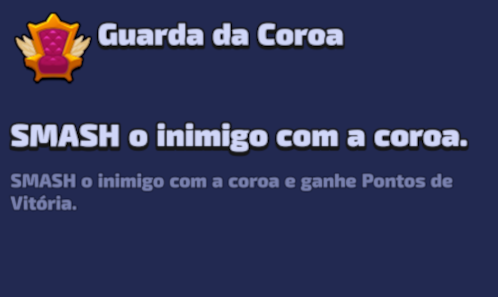 Guarda da Coroa
SMASH o inimigo com a coroa.
SMASH o inimigo com a coroa e ganhe Pontos de
Vitória.